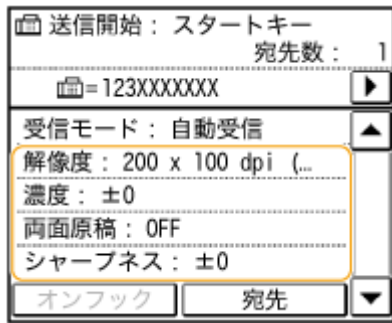 送信開始： スタートキー
宛先数： 1
=123XXXXXXX
受信モード： 自動受信
解像度： 200 x 100 dpi (…
濃度： ±0
両面原稿： OFF
シャープネス： ±0
オンフック
宛先